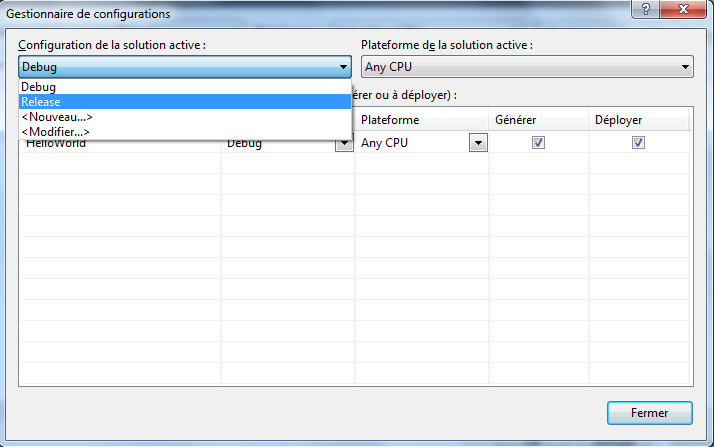 Gestionnaire de configurations
Configuration de la solution active :
Plateforme de la solution active :
Debug
Any CPU
Debug
Release
<Nouveau...>
<Modifier...>
érer ou à déployer) :
Plateforme
Générer
Déployer
HelloWorld
Debug
Any CPU
Fermer